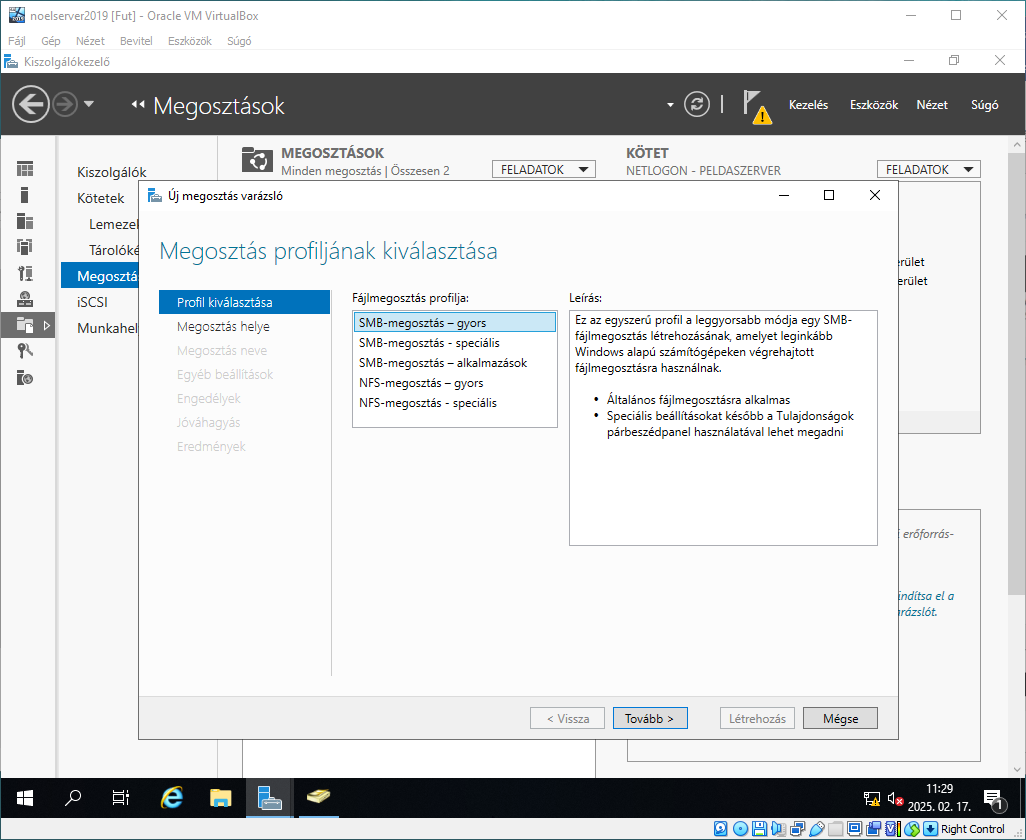 noelserver2019 [Fut] - Oracle VM VirtualBox
Fájl Gép Nézet Bevitel Eszközök Súgó
Kiszolgálókezelő
Megosztások
Kezelés Eszközök Nézet Súgó
Kiszolgálók
Kötetek
Lemezek
Tárolóké
Megosztá
iSCSI
Munkahel
MEGOSZTÁSOK
Minden megosztás | Összesen 2
FELADATOK
KÖTET
NETLOGON - PELDASZERVER
FELADATOK
Új megosztás varázsló
Megosztás profiljának kiválasztása
Profil kiválasztása
Megosztás helye
Megosztás neve
Egyéb beállítások
Engedélyek
Jóváhagyás
Eredmények
Fájlmegosztás profilja:
SMB-megosztás – gyors
SMB-megosztás - speciális
SMB-megosztás – alkalmazások
NFS-megosztás – gyors
NFS-megosztás - speciális
Leírás:
Ez az egyszerű profil a leggyorsabb módja egy SMB-
fájlmegosztás létrehozásának, amelyet leginkább
Windows alapú számítógépeken végrehajtott
fájlmegosztásra használnak.
• Általános fájlmegosztásra alkalmas
• Speciális beállításokat később a Tulajdonságok
párbeszédpanel használatával lehet megadni
erület
erület
erőforrás-
indítsa el a
arázslót.
< Vissza
Tovább >
Létrehozás
Mégse
11:29
2025. 02. 17.
1
Right Control